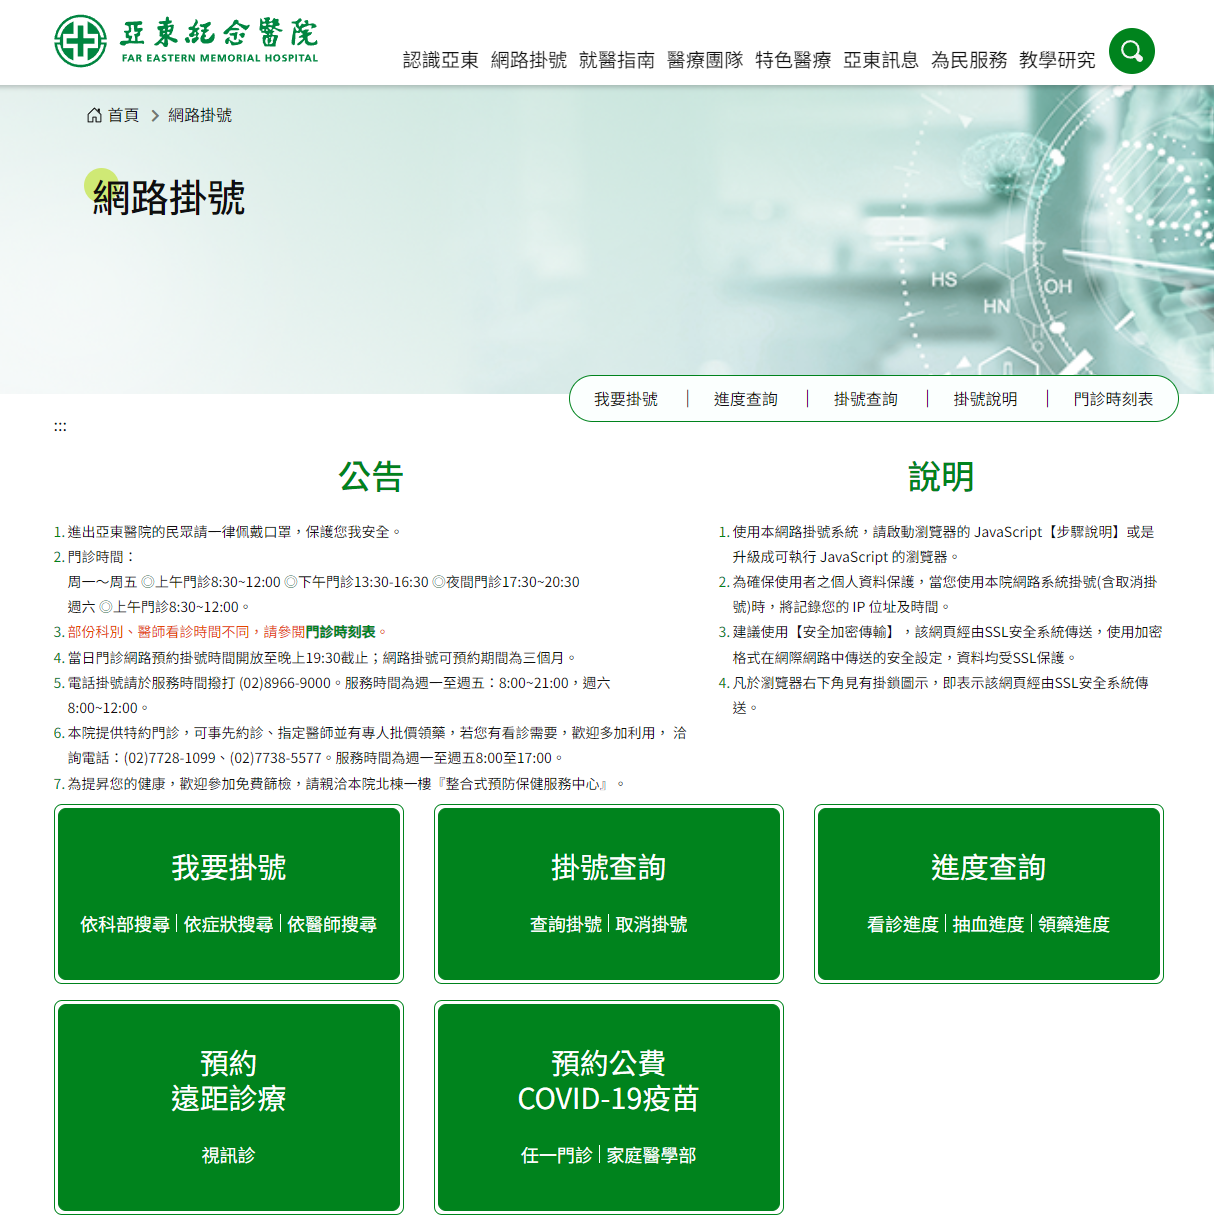 亞東紀念醫院
FAR EASTERN MEMORIAL HOSPITAL
認識亞東 網路掛號 就醫指南 醫療團隊 特色醫療 亞東訊息 為民服務 教學研究
首頁 > 網路掛號
網路掛號
HS
OH
HN
我要掛號 | 進度查詢 | 掛號查詢 | 掛號說明 | 門診時刻表
:::
公告
1. 進出亞東醫院的民眾請一律佩戴口罩，保護您我安全。
2. 門診時間：
周一～周五 ◎上午門診8:30~12:00 ◎下午門診13:30-16:30 ◎夜間門診17:30~20:30
週六 ◎上午門診8:30~12:00。
3. 部份科別、醫師看診時間不同，請參閱門診時刻表。
4. 當日門診網路預約掛號時間開放至晚上19:30截止；網路掛號可預約期間為三個月。
5. 電話掛號請於服務時間撥打 (02)8966-9000。服務時間為週一至週五：8:00~21:00，週六
8:00~12:00。
6. 本院提供特約門診，可事先約診、指定醫師並有專人批價領藥，若您有看診需要，歡迎多加利用， 洽
詢電話：(02)7728-1099、(02)7738-5577。服務時間為週一至週五8:00至17:00。
7. 為提昇您的健康，歡迎參加免費篩檢，請親洽本院北棟一樓『整合式預防保健服務中心』。
說明
1. 使用本網路掛號系統，請啟動瀏覽器的 JavaScript【步驟說明】或是
升級成可執行 JavaScript 的瀏覽器。
2. 為確保使用者之個人資料保護，當您使用本院網路系統掛號(含取消掛
號)時，將記錄您的 IP 位址及時間。
3. 建議使用【安全加密傳輸】，該網頁經由SSL安全系統傳送，使用加密
格式在網際網路中傳送的安全設定，資料均受SSL保護。
4. 凡於瀏覽器右下角見有掛鎖圖示，即表示該網頁經由SSL安全系統傳
送。
我要掛號
依科部搜尋 | 依症狀搜尋 | 依醫師搜尋
掛號查詢
查詢掛號 | 取消掛號
進度查詢
看診進度 | 抽血進度 | 領藥進度
預約
遠距診療
視訊診
預約公費
COVID-19疫苗
任一門診 | 家庭醫學部